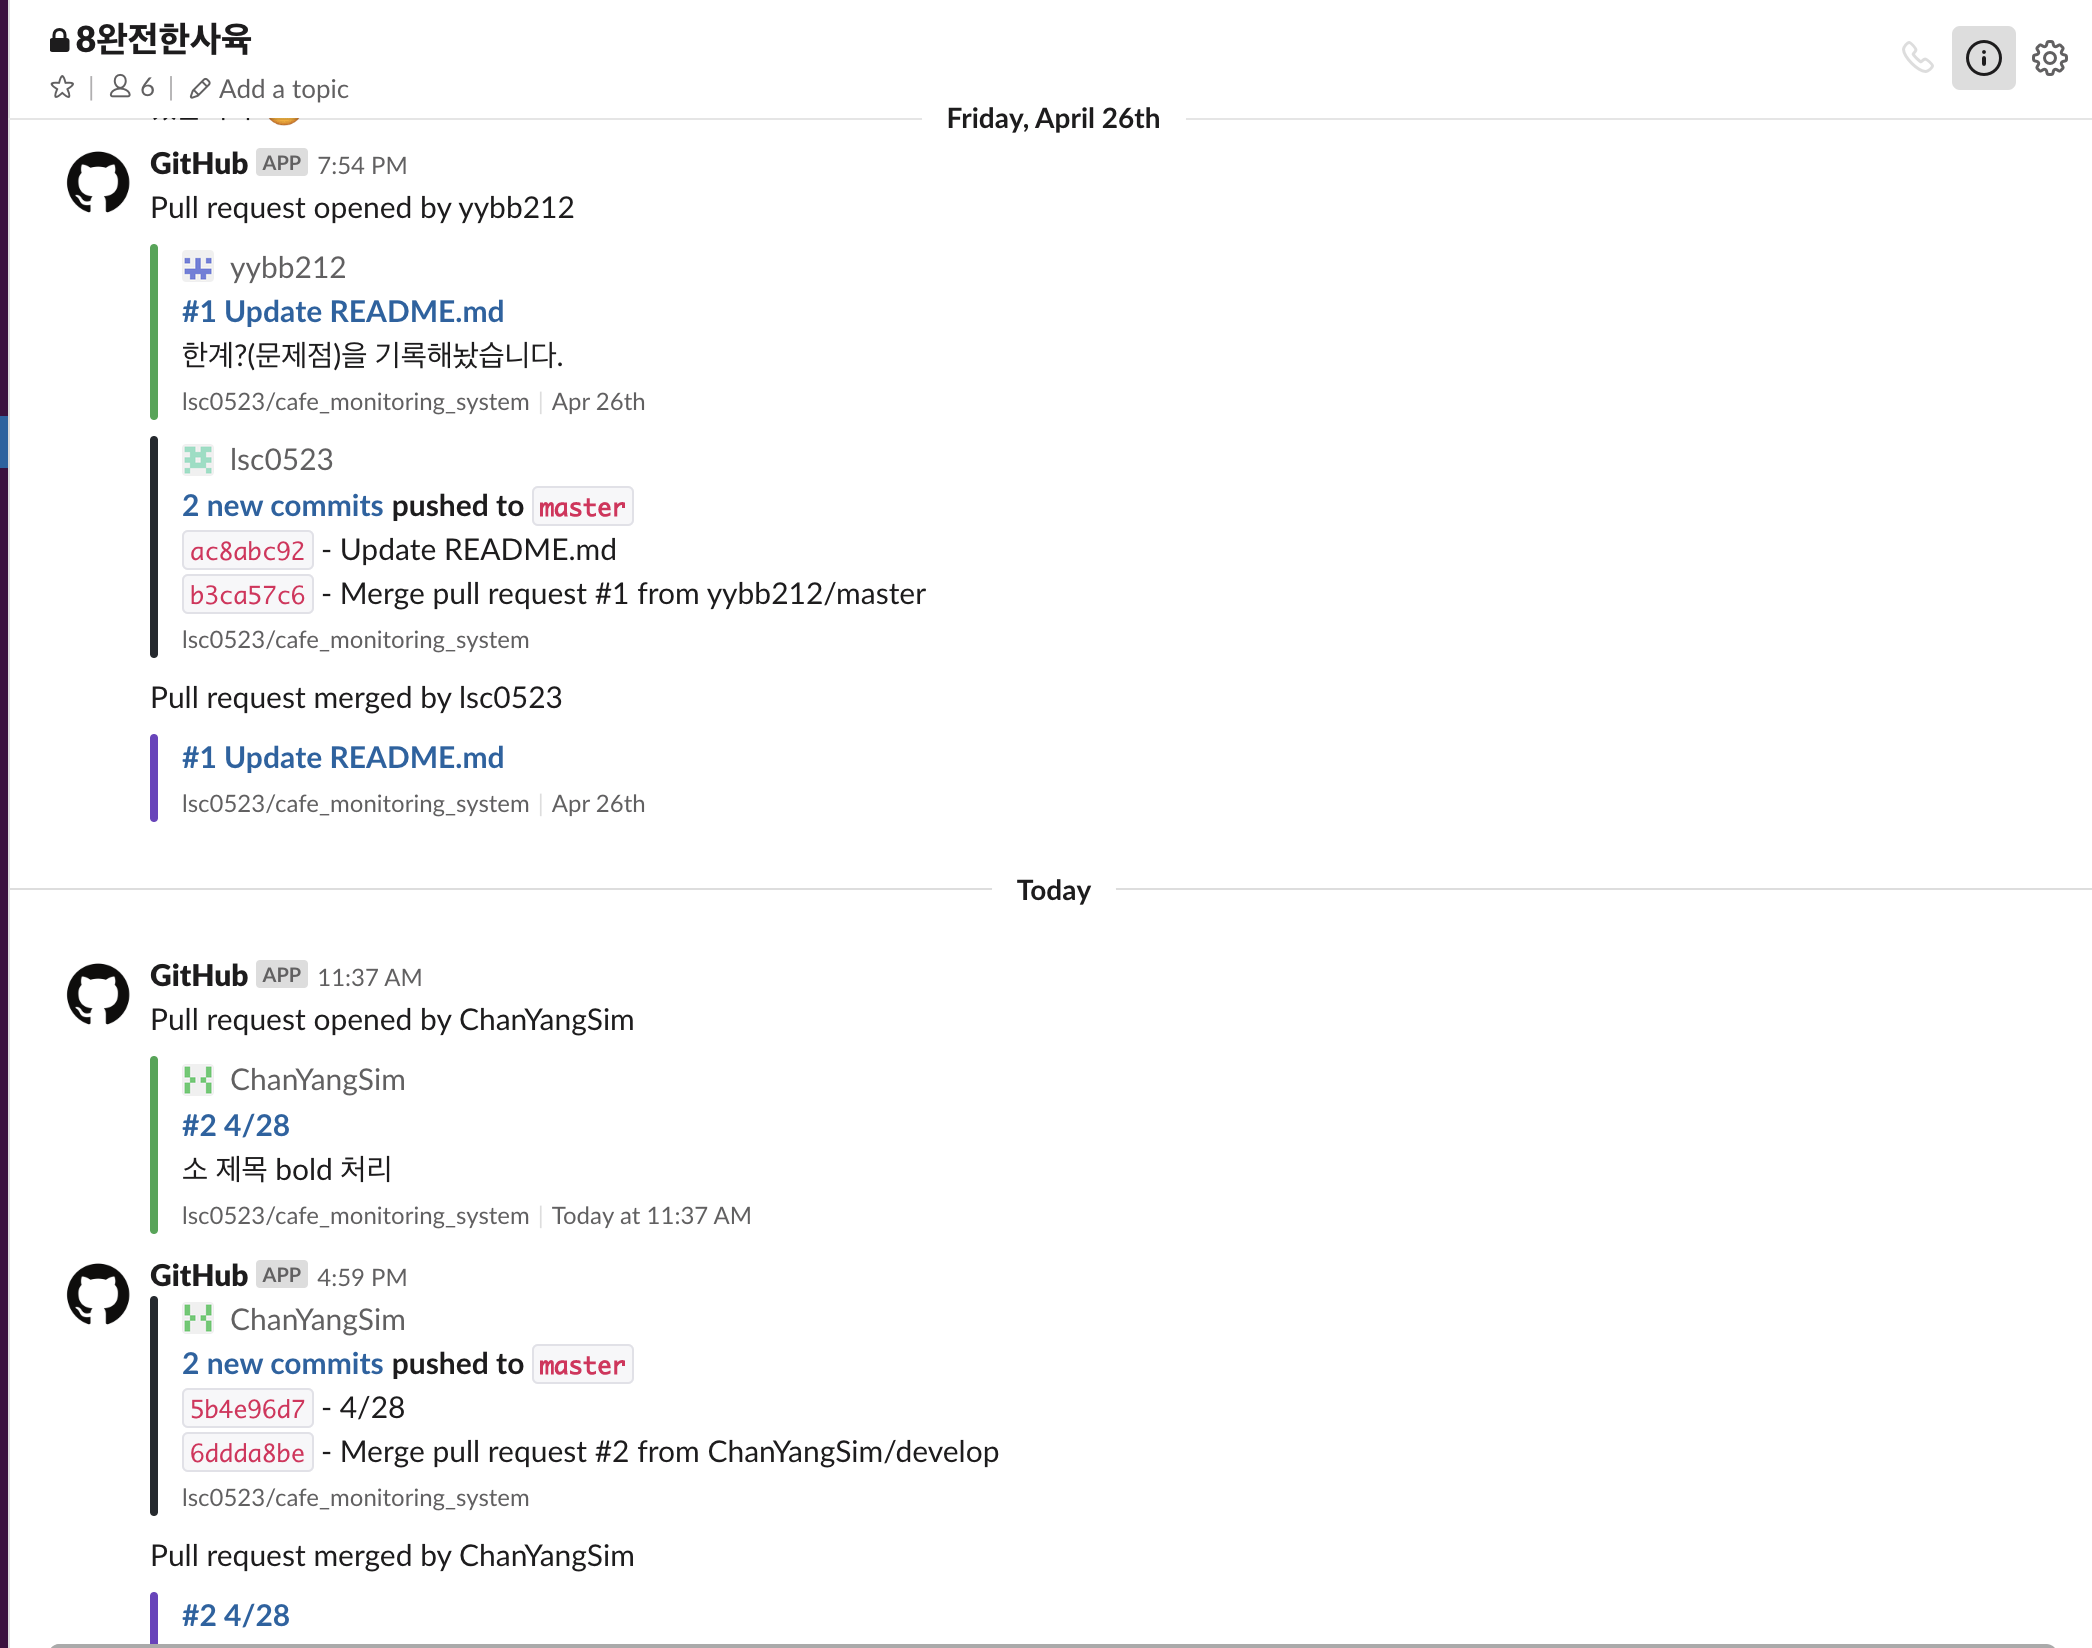 8완전한사육
6 Add a topic
Friday, April 26th
GitHub APP 7:54 PM
Pull request opened by yybb212
yybb212
#1 Update README.md
한계?(문제점)을 기록해놨습니다.
lsc0523/cafe_monitoring_system Apr 26th
lsc0523
2 new commits pushed to master
ac8abc92 - Update README.md
b3ca57c6 - Merge pull request #1 from yybb212/master
lsc0523/cafe_monitoring_system
Pull request merged by lsc0523
#1 Update README.md
lsc0523/cafe_monitoring_system Apr 26th
Today
GitHub APP 11:37 AM
Pull request opened by ChanYangSim
ChanYangSim
#2 4/28
소 제목 bold 처리
lsc0523/cafe_monitoring_system Today at 11:37 AM
GitHub APP 4:59 PM
ChanYangSim
2 new commits pushed to master
5b4e96d7 - 4/28
6ddda8be - Merge pull request #2 from ChanYangSim/develop
lsc0523/cafe_monitoring_system
Pull request merged by ChanYangSim
#2 4/28